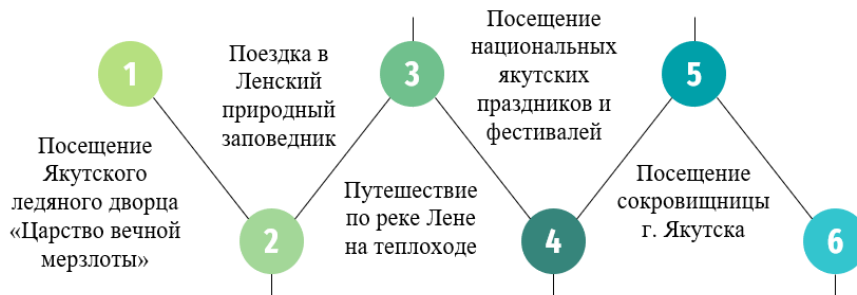 1
Посещение
Якутского
ледяного дворца
«Царство вечной
мерзлоты»
Поездка в
Ленский
природный
заповедник
2
3
Путешествие
по реке Лене
на теплоходе
Посещение
национальных
якутских
праздников и
фестивалей
4
5
Посещение
сокровищницы
г. Якутска
6